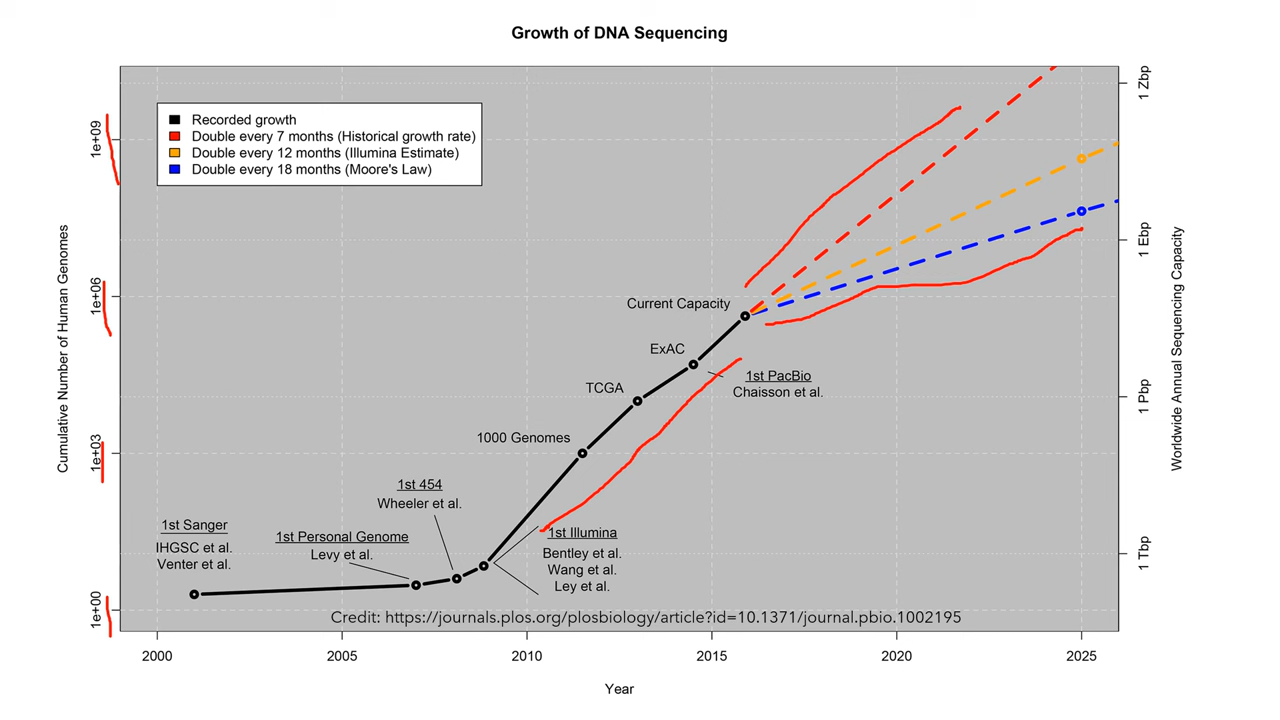 Growth of DNA Sequencing
Recorded growth
Double every 7 months (Historical growth rate)
Double every 12 months (Illumina Estimate)
Double every 18 months (Moore's Law)
Cumulative Number of Human Genomes
1e+09
1e+06
1e+03
1e+00
Worldwide Annual Sequencing Capacity
1 Zbp
1 Ebp
1 Pbp
1 Tbp
Current Capacity
ExAC
1st PacBio
Chaisson et al.
TCGA
1000 Genomes
1st 454
Wheeler et al.
1st Sanger
IHGSC et al.
Venter et al.
1st Personal Genome
Levy et al.
1st Illumina
Bentley et al.
Wang et al.
Ley et al.
Credit: https://journals.plos.org/plosbiology/article?id=10.1371/journal.pbio.1002195
2000
2005
2010
2015
2020
2025
Year